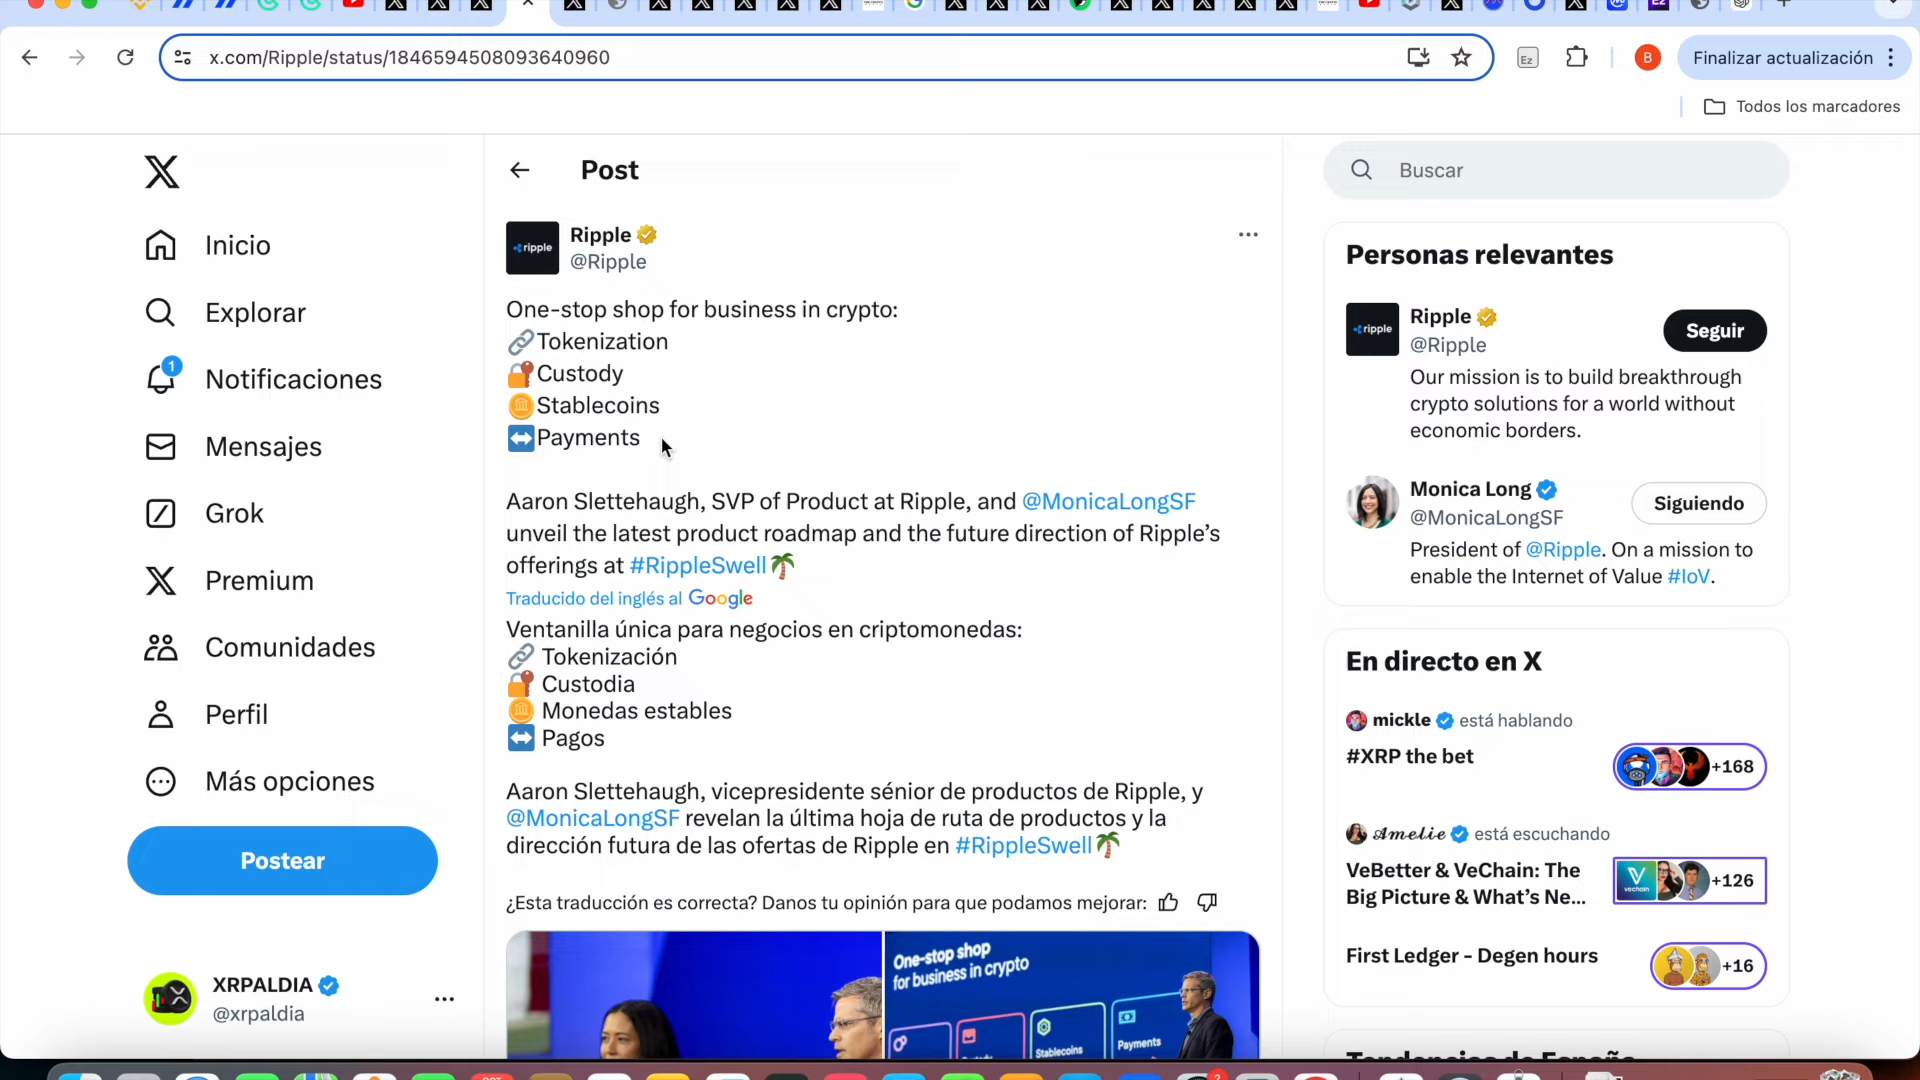 x.com/Ripple/status/1846594508093640960
Ez
B
Finalizar actualización
Todos los marcadores
Inicio
Explorar
1
Notificaciones
Mensajes
Grok
Premium
Comunidades
Perfil
Más opciones
Postear
XRPALDIA
@xrpaldia
Post
ripple
Ripple
@Ripple
One-stop shop for business in crypto:
Tokenization
Custody
Stablecoins
Payments
Aaron Slettehaugh, SVP of Product at Ripple, and @MonicaLongSF
unveil the latest product roadmap and the future direction of Ripple’s
offerings at #RippleSwell
Traducido del inglés al Google
Ventanilla única para negocios en criptomonedas:
Tokenización
Custodia
Monedas estables
Pagos
Aaron Slettehaugh, vicepresidente sénior de productos de Ripple, y
@MonicaLongSF revelan la última hoja de ruta de productos y la
dirección futura de las ofertas de Ripple en #RippleSwell
¿Esta traducción es correcta? Danos tu opinión para que podamos mejorar:
One-stop shop
for business in crypto
Stablecoins
Payments
Buscar
Personas relevantes
ripple
Ripple
@Ripple
Seguir
Our mission is to build breakthrough
crypto solutions for a world without
economic borders.
Monica Long
@MonicaLongSF
Siguiendo
President of @Ripple. On a mission to
enable the Internet of Value #IoV.
En directo en X
mickle está hablando
#XRP the bet
+168
𝓐𝓶𝓮𝓵𝓲𝓮 está escuchando
VeBetter & VeChain: The
Big Picture & What’s Ne...
vechain
+126
First Ledger - Degen hours
+16
Tendencias de España